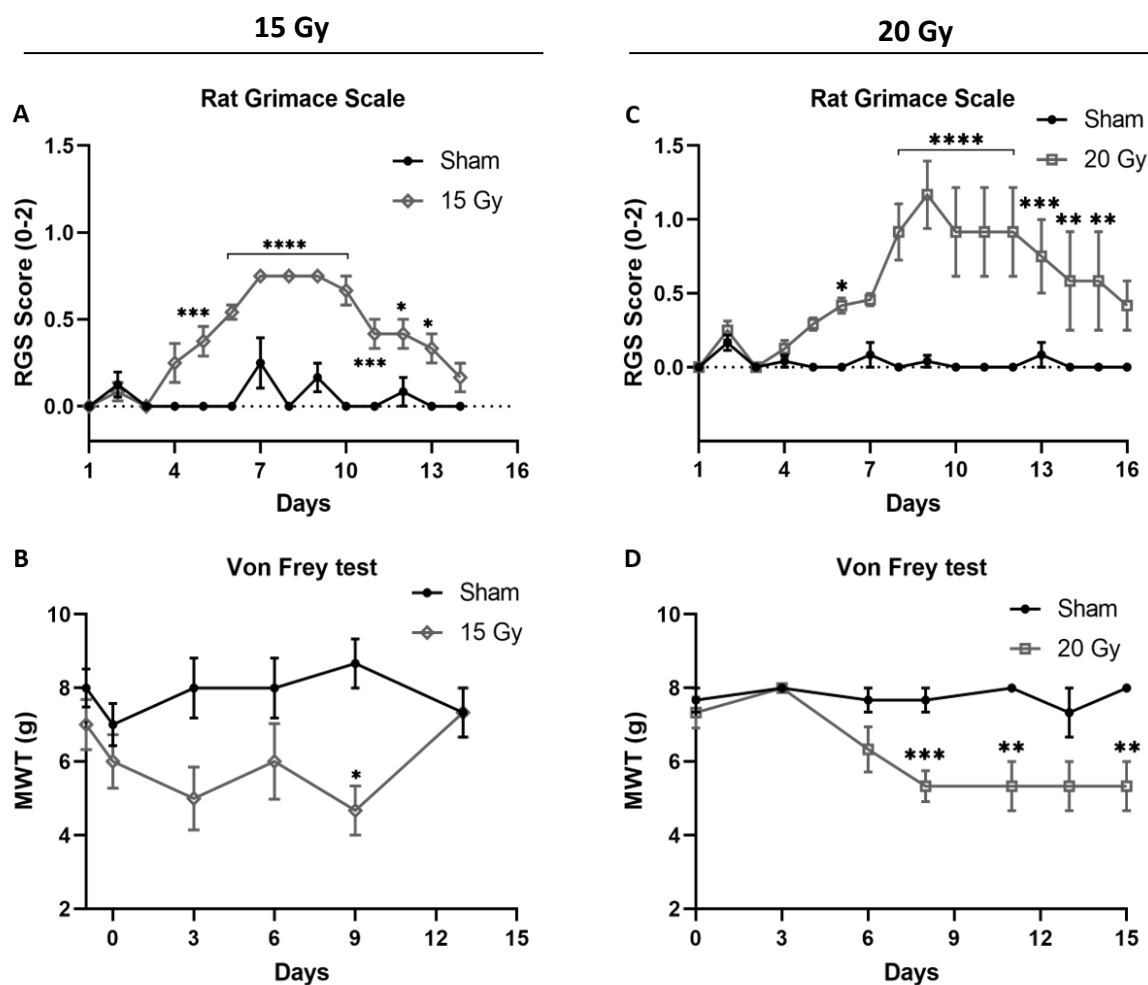 15 Gy
20 Gy
A
Rat Grimace Scale
Sham
15 Gy
RGS Score (0-2)
1.5
1.0
0.5
0.0
****
***
***
*
*
1 4 7 10 13 16
Days
C
Rat Grimace Scale
Sham
20 Gy
RGS Score (0-2)
1.5
1.0
0.5
0.0
****
***
** **
*
1 4 7 10 13 16
Days
B
Von Frey test
Sham
15 Gy
MWT (g)
10
8
6
4
2
*
0 3 6 9 12 15
Days
D
Von Frey test
Sham
20 Gy
MWT (g)
10
8
6
4
2
*** ** **
0 3 6 9 12 15
Days